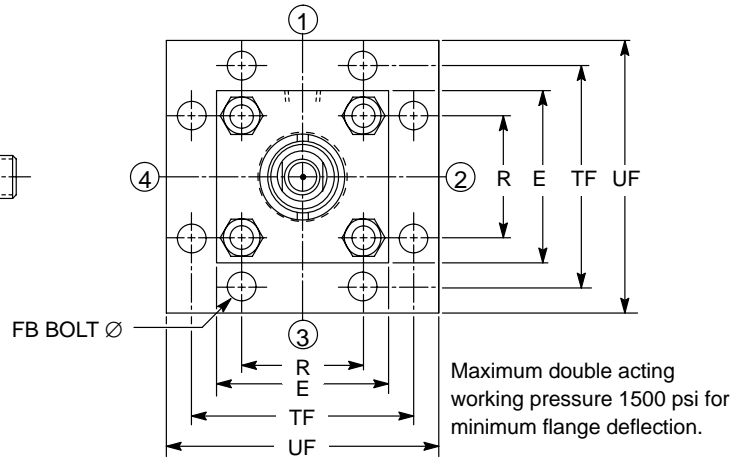 1
4
2
R E TF UF
FB BOLT Ø
3
R
E
TF
UF
Maximum double acting
working pressure 1500 psi for
minimum flange deflection.